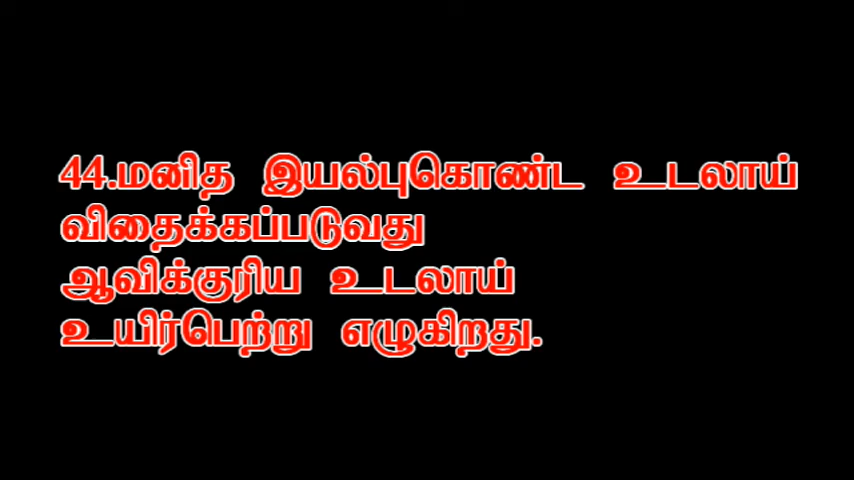 44.மனித இயல்புகொண்ட உடலாய்
விதைக்கப்படுவது
ஆவிக்குரிய உடலாய்
உயிர்பெற்று எழுகிறது.